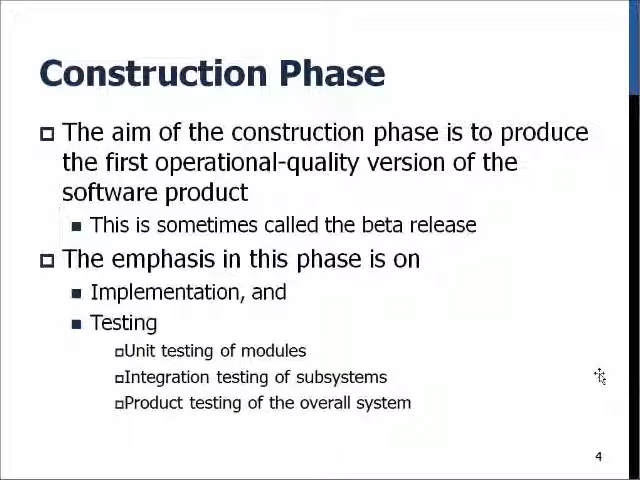 Construction Phase
The aim of the construction phase is to produce
the first operational-quality version of the
software product
This is sometimes called the beta release
The emphasis in this phase is on
Implementation, and
Testing
Unit testing of modules
Integration testing of subsystems
Product testing of the overall system
4